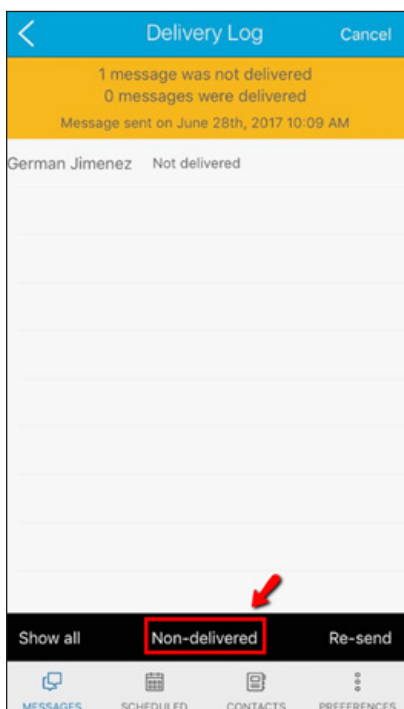 Delivery Log
Cancel
1 message was not delivered
0 messages were delivered
Message sent on June 28th, 2017 10:09 AM
German Jimenez Not delivered
Show all Non-delivered Re-send
MESSAGES SCHEDULED CONTACTS PREFERENCES